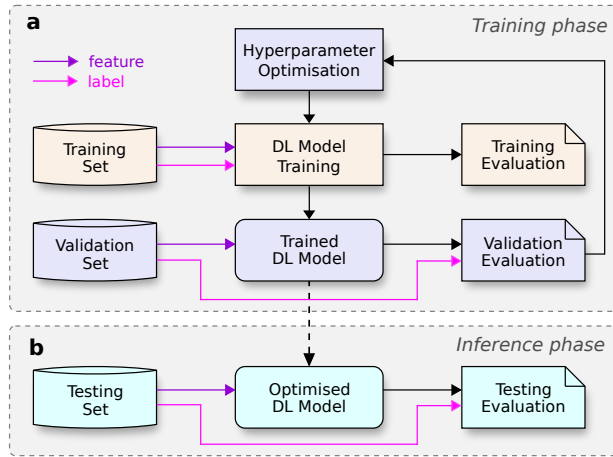 a
Training phase
feature
label
Hyperparameter
Optimisation
Training
Set
DL Model
Training
Training
Evaluation
Validation
Set
Trained
DL Model
Validation
Evaluation
b
Inference phase
Testing
Set
Optimised
DL Model
Testing
Evaluation